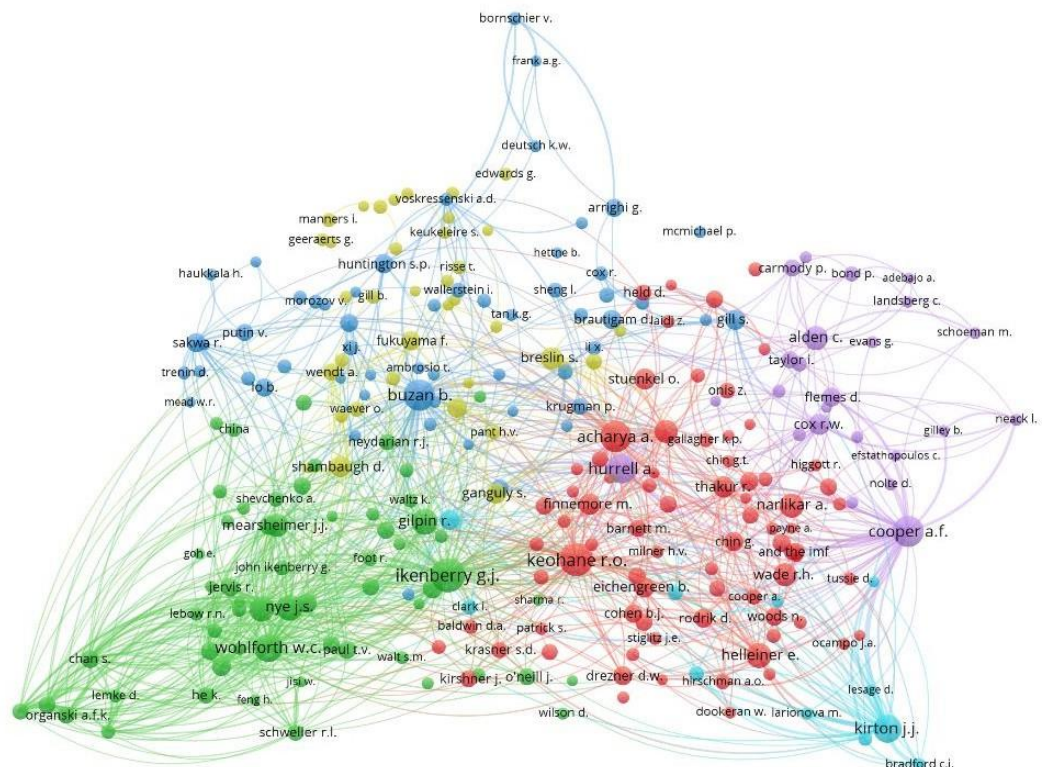 bornschier v.
frank a.g.
deutsch k.w.
edwards g.
voskressenski a.d.
arrighi g.
manners i.
mcmichael p.
geeraerts g.
keukeleire s.
hettne b.
haukkala h.
huntington s.p.
risse t.
cox r.
carmody p.
bond p.
adebajo a.
wallerstein i.
sheng l.
held d.
morozov v.
gill b.
landsberg c.
tan k.g.
brautigam d.
laidi z.
gill s.
putin v.
alden c.
evans g.
schoeman m.
sakwa r.
xi j.
fukuyama f.
li x.
breslin s.
taylor i.
trenin d.
lo b.
wendt a.
ambrosio t.
stuenkel o.
onis z.
mead w.r.
buzan b.
flemes d.
waever o.
krugman p.
neack l.
china
pant h.v.
cox r.w.
gilley b.
heydarian r.j.
acharya a.
gallagher k.p.
efstathopoulos c.
shambaugh d.
hurrell a.
chin g.t.
higgott r.
nolte d.
shevchenko a.
waltz k.
ganguly s.
thakur r.
finnemore m.
narlikar a.
mearsheimer j.j.
gilpin r.
barnett m.
payne a.
cooper a.f.
goh e.
foot r.
milner h.v.
chin g.
and the imf
john ikenberry g.
keohane r.o.
jervis r.
ikenberry g.j.
eichengreen b.
wade r.h.
tussie d.
sharma r.
cooper a.
lebow r.n.
nye j.s.
clark i.
cohen b.j.
rodrik d.
woods n.
baldwin d.a.
patrick s.
stiglitz j.e.
ocampo j.a.
wohlforth w.c.
paul t.v.
walt s.m.
krasner s.d.
helleiner e.
chan s.
kirshner j.
o'neill j.
drezner d.w.
hirschman a.o.
jisi w.
lemke d.
he k.
feng h.
lesage d.
organski a.f.k.
wilson d.
dookeran w.
larionova m.
schweller r.l.
kirton j.j.
bradford c.i.